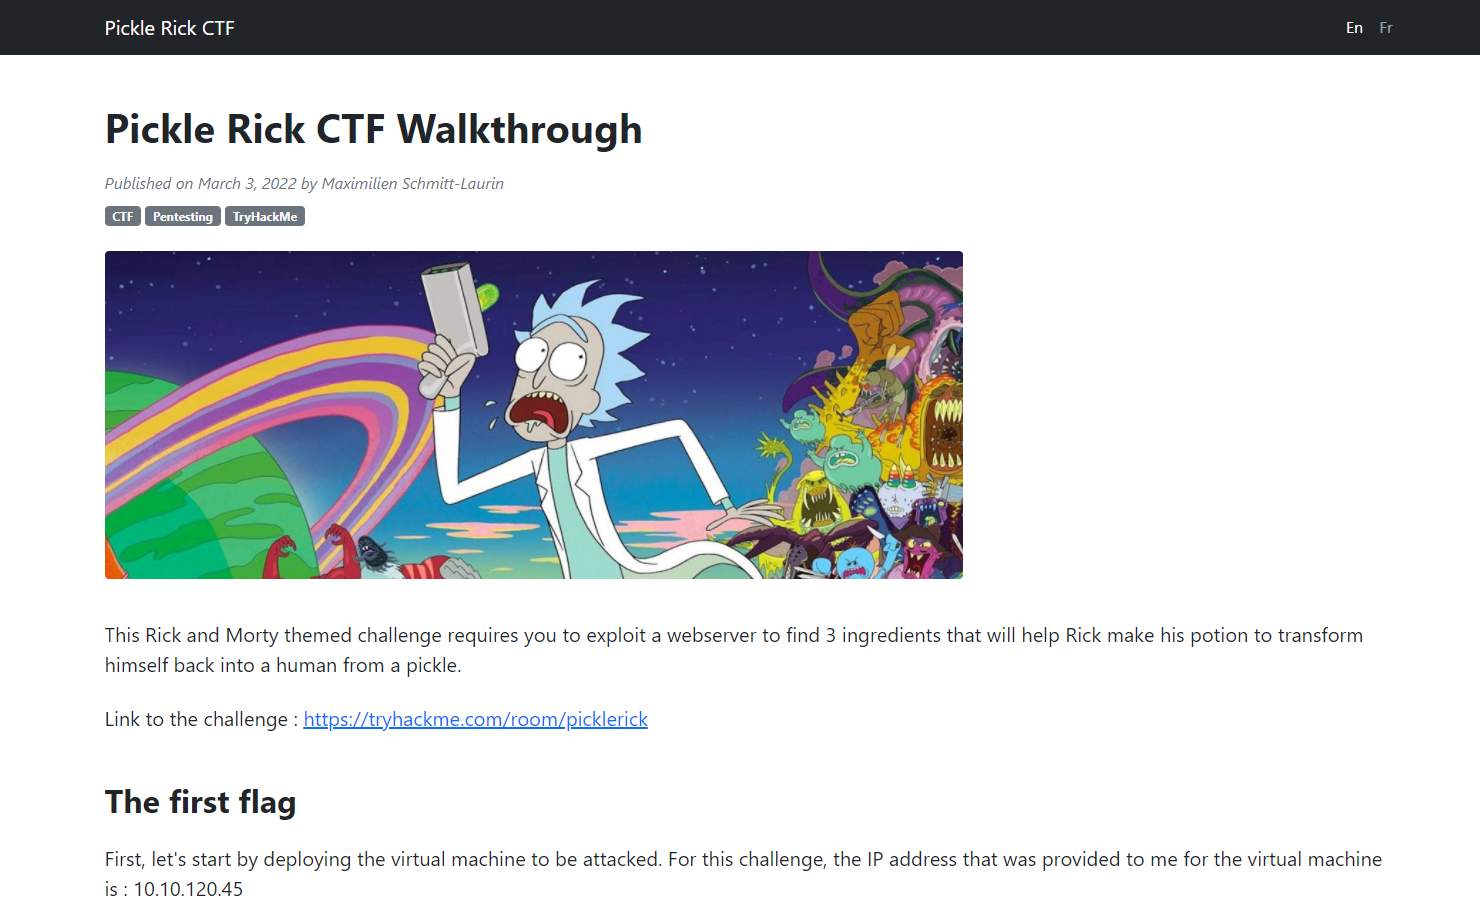 Pickle Rick CTF
En Fr
Pickle Rick CTF Walkthrough
Published on March 3, 2022 by Maximilien Schmitt-Laurin
CTF Pentesting TryHackMe
This Rick and Morty themed challenge requires you to exploit a webserver to find 3 ingredients that will help Rick make his potion to transform
himself back into a human from a pickle.
Link to the challenge : https://tryhackme.com/room/picklerick
The first flag
First, let's start by deploying the virtual machine to be attacked. For this challenge, the IP address that was provided to me for the virtual machine
is : 10.10.120.45